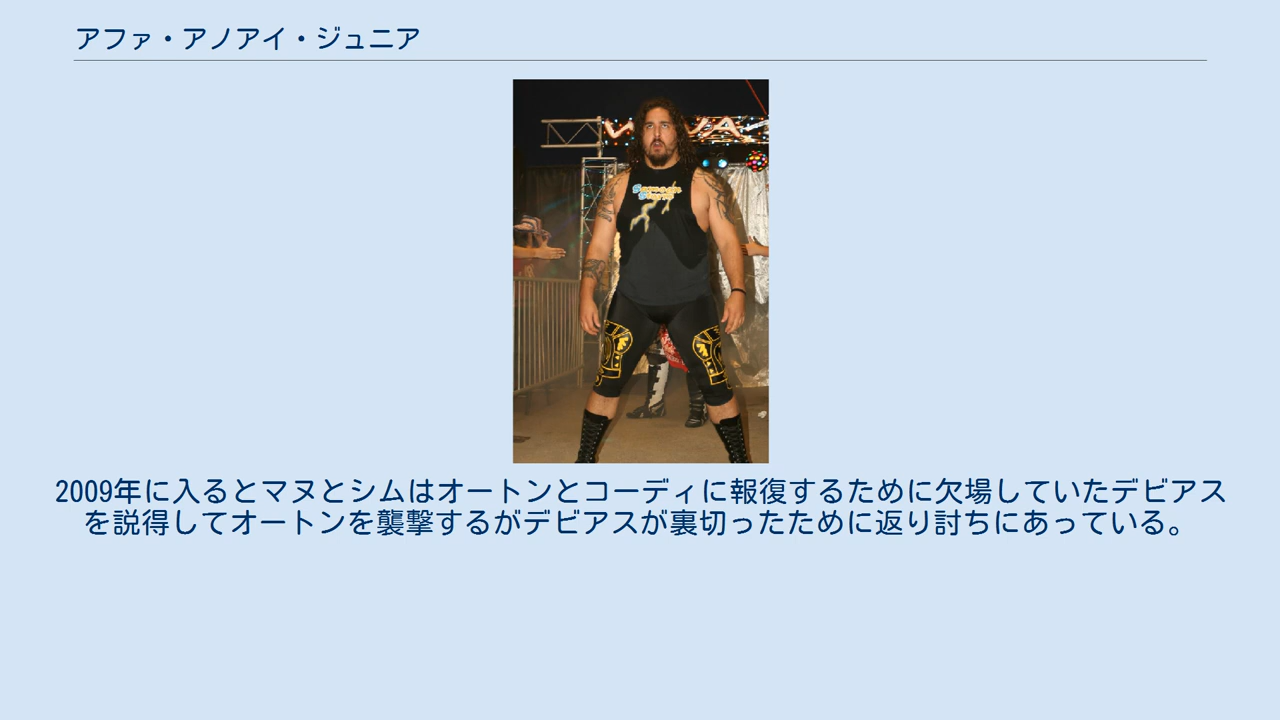 アファ・アノアイ・ジュニア
2009年に入るとマヌとシムはオートンとコーディに報復するために欠場していたデビアス
を説得してオートンを襲撃するがデビアスが裏切ったために返り討ちにあっている。